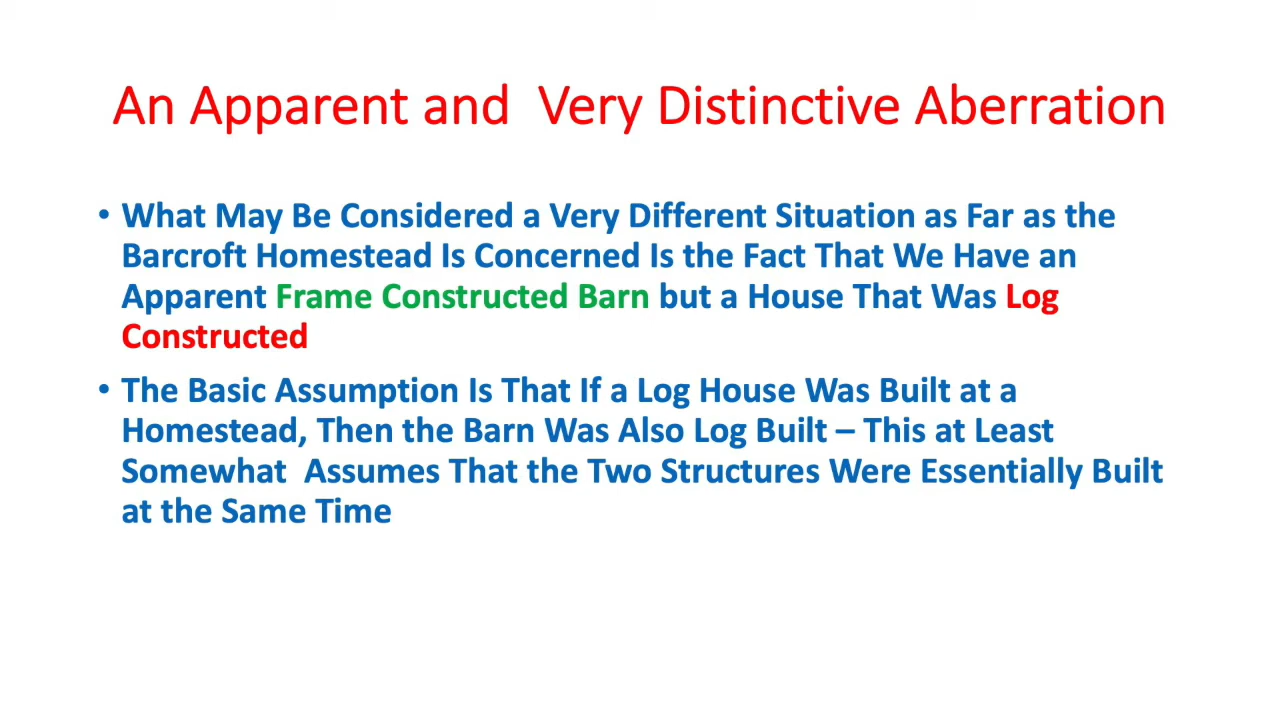 An Apparent and  Very Distinctive Aberration
• What May Be Considered a Very Different Situation as Far as the
Barcroft Homestead Is Concerned Is the Fact That We Have an
Apparent Frame Constructed Barn but a House That Was Log
Constructed
• The Basic Assumption Is That If a Log House Was Built at a
Homestead, Then the Barn Was Also Log Built – This at Least
Somewhat  Assumes That the Two Structures Were Essentially Built
at the Same Time